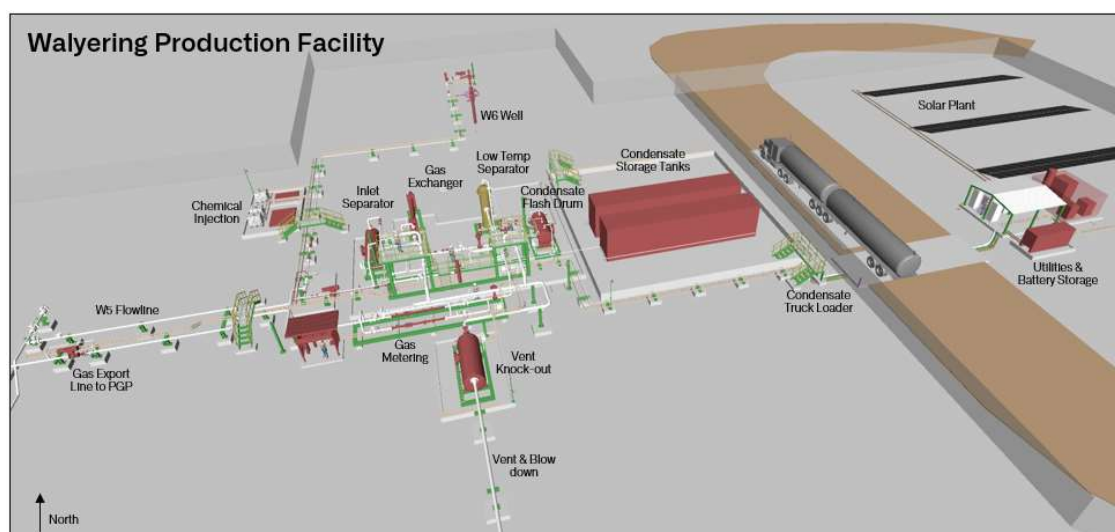 Walyering Production Facility
Solar Plant
W6 Well
Low Temp
Separator
Condensate
Storage Tanks
Gas
Exchanger
Condensate
Flash Drum
Inlet
Separator
Chemical
Injection
Utilities &
Battery Storage
Condensate
Truck Loader
W5 Flowline
Gas
Metering
Vent
Knock-out
Gas Export
Line to PGP
Vent & Blow
down
North